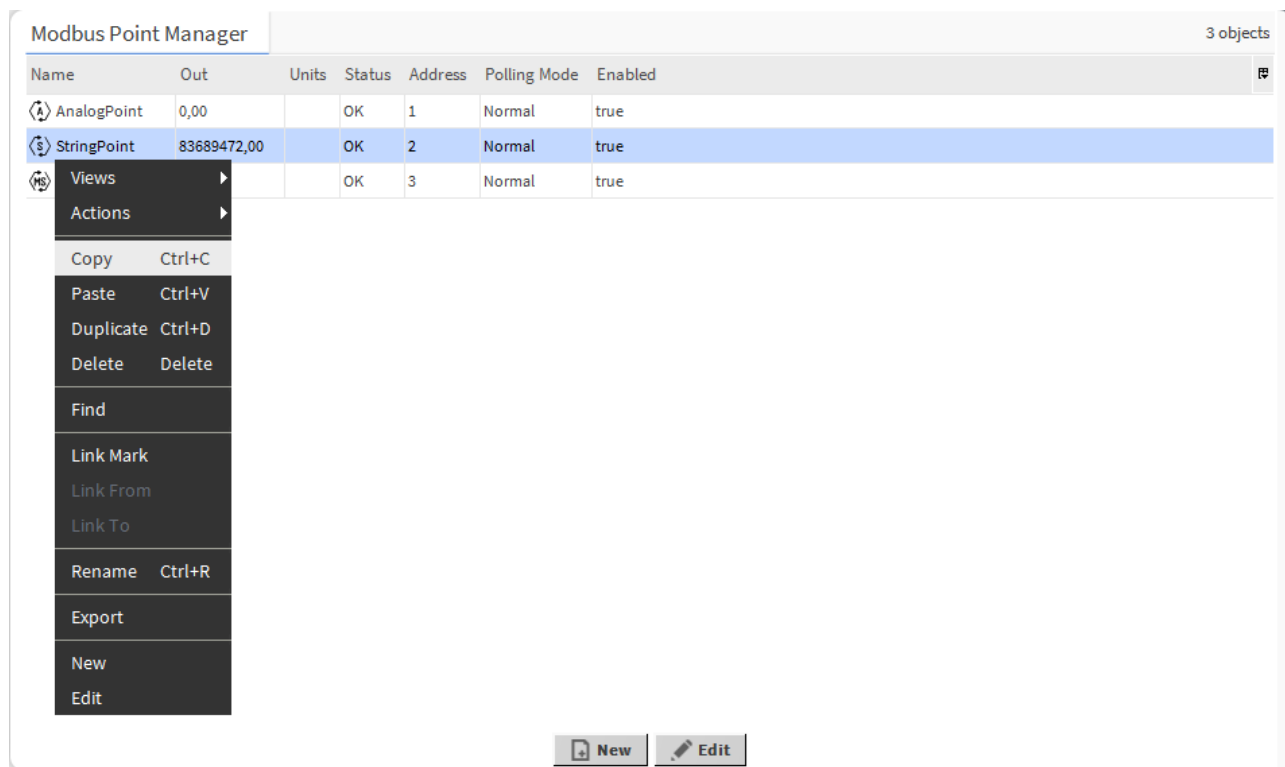 Modbus Point Manager 3 objects
Name Out Units Status Address Polling Mode Enabled
A AnalogPoint 0,00 OK 1 Normal true
S StringPoint 83689472,00 OK 2 Normal true
MS OK 3 Normal true
Views
Actions
Copy Ctrl+C
Paste Ctrl+V
Duplicate Ctrl+D
Delete Delete
Find
Link Mark
Link From
Link To
Rename Ctrl+R
Export
New
Edit
New Edit